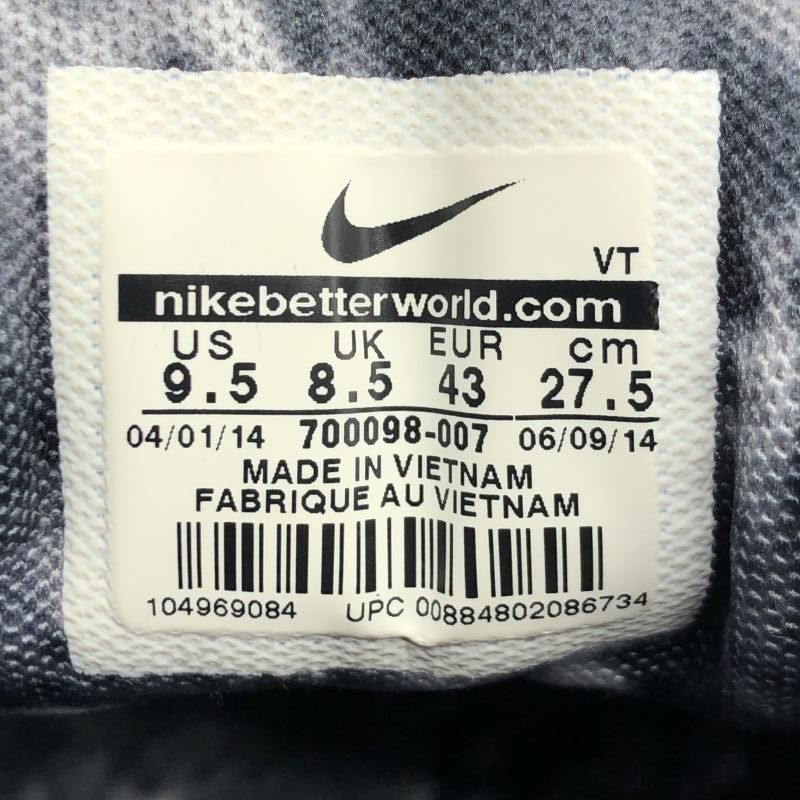 VT
nikebetterworld.com
US UK EUR cm
9.5 8.5 43 27.5
04/01/14 700098-007 06/09/14
MADE IN VIETNAM
FABRIQUE AU VIETNAM
104969084 UPC 00884802086734